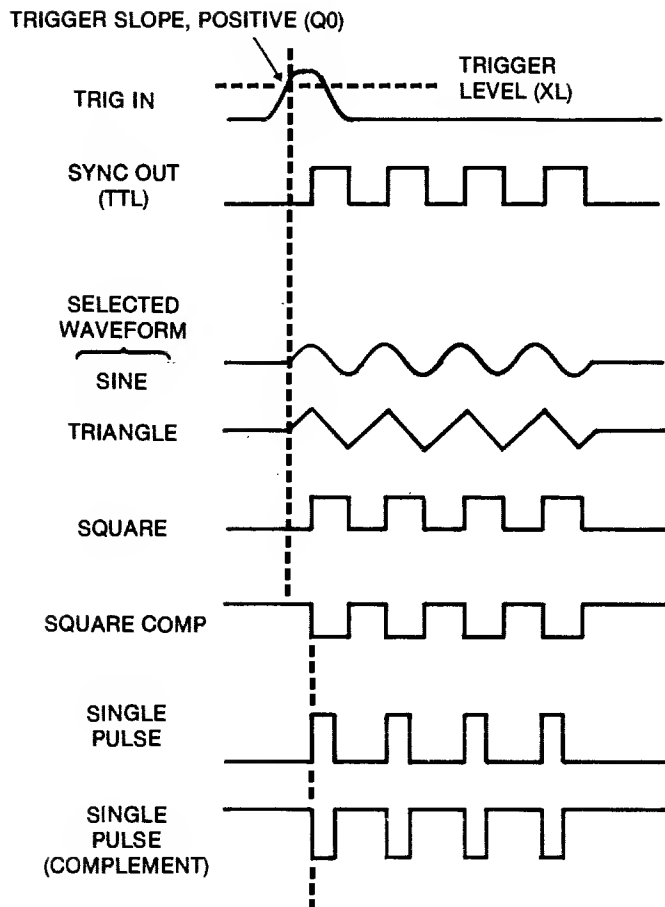 TRIGGER SLOPE, POSITIVE (Q0)
TRIGGER
LEVEL (XL)
TRIG IN
SYNC OUT
(TTL)
SELECTED
WAVEFORM
SINE
TRIANGLE
SQUARE
SQUARE COMP
SINGLE
PULSE
SINGLE
PULSE
(COMPLEMENT)